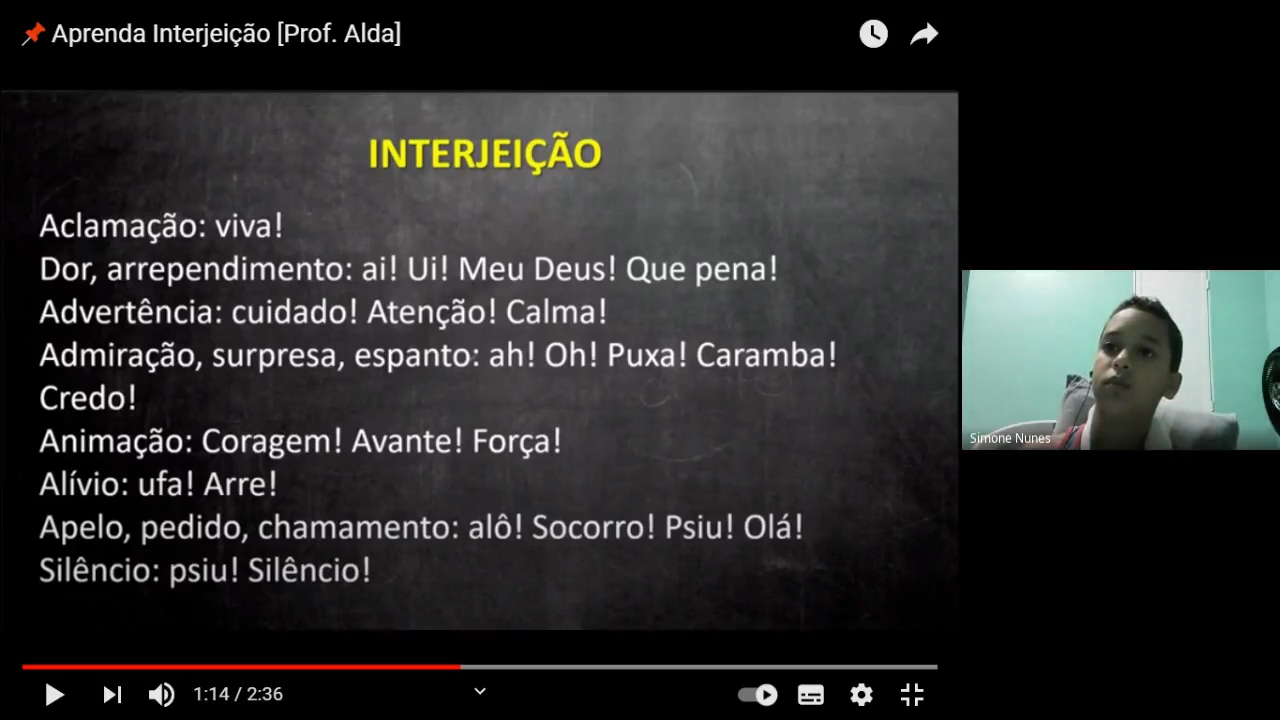 Aprenda Interjeição [Prof. Alda]
INTERJEIÇÃO
Aclamação: viva!
Dor, arrependimento: ai! Ui! Meu Deus! Que pena!
Advertência: cuidado! Atenção! Calma!
Admiração, surpresa, espanto: ah! Oh! Puxa! Caramba!
Credo!
Animação: Coragem! Avante! Força!
Alívio: ufa! Arre!
Apelo, pedido, chamamento: alô! Socorro! Psiu! Olá!
Silêncio: psiu! Silêncio!
Simone Nunes
1:14 / 2:36